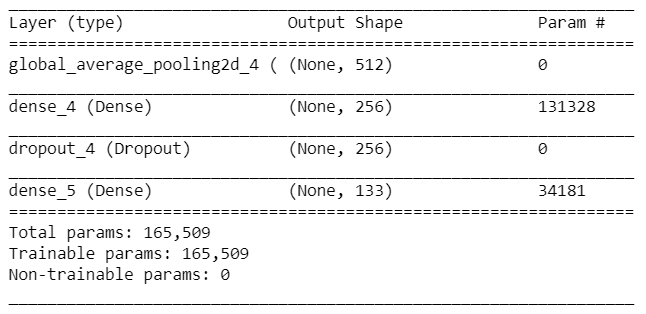 Layer (type) Output Shape Param #
global_average_pooling2d_4 ( (None, 512) 0
dense_4 (Dense) (None, 256) 131328
dropout_4 (Dropout) (None, 256) 0
dense_5 (Dense) (None, 133) 34181
Total params: 165,509
Trainable params: 165,509
Non-trainable params: 0